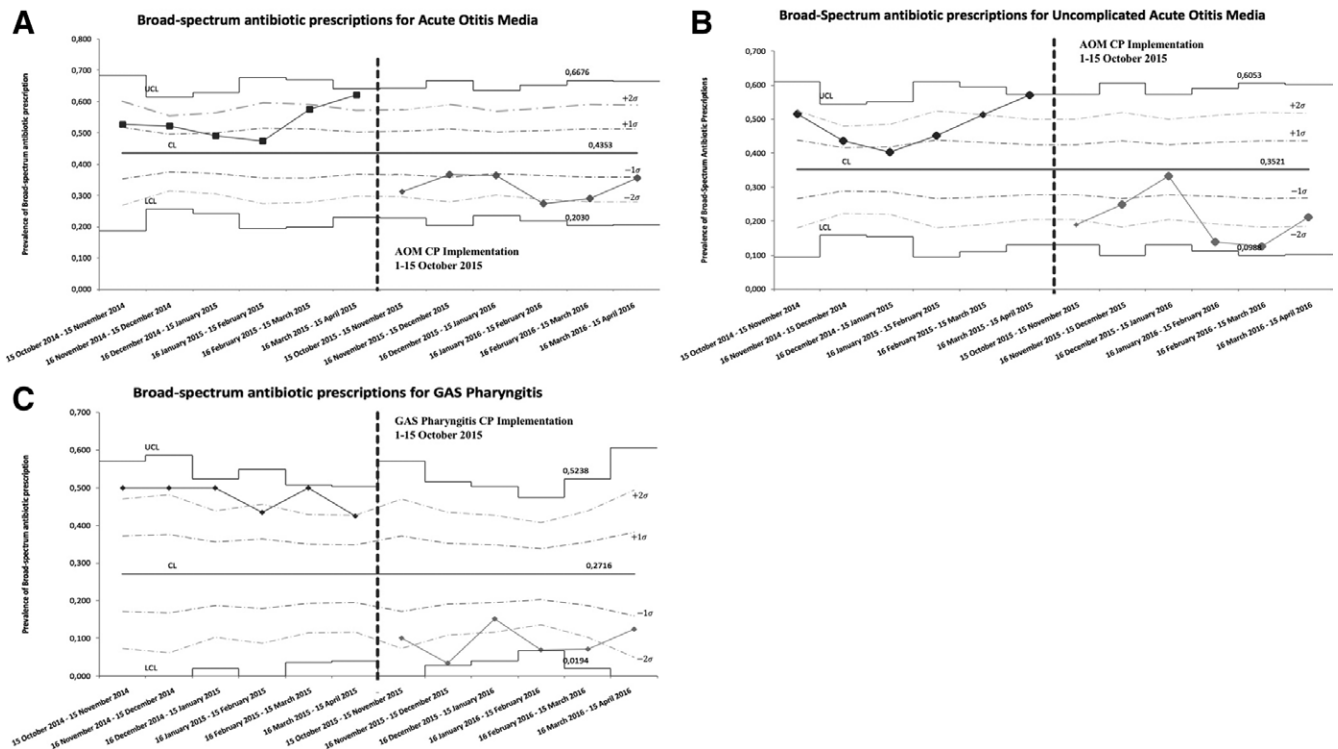 A
Broad-spectrum antibiotic prescriptions for Acute Otitis Media
Prevalence of Broad-spectrum antibiotic prescription
0,800
0,700
0,600
0,500
0,400
0,300
0,200
0,100
0,000
UCL
CL
LCL
0,6676
+2σ
+1σ
0,4353
−1σ
−2σ
0,2030
AOM CP Implementation
1-15 October 2015
15 October 2014 - 15 November 2014
16 November 2014 - 15 December 2014
16 December 2014 - 15 January 2015
16 January 2015 - 15 February 2015
16 February 2015 - 15 March 2015
16 March 2015 - 15 April 2015
15 October 2015 - 15 November 2015
16 November 2015 - 15 December 2015
16 December 2015 - 15 January 2016
16 January 2016 - 15 February 2016
16 February 2016 - 15 March 2016
16 March 2016 - 15 April 2016
B
Broad-Spectrum antibiotic prescriptions for Uncomplicated Acute Otitis Media
Prevalence of Broad-Spectrum Antibiotic Prescriptions
0,700
0,600
0,500
0,400
0,300
0,200
0,100
0,000
AOM CP Implementation
1-15 October 2015
UCL
CL
LCL
0,6053
+2σ
+1σ
0,3521
−1σ
−2σ
0,0988
15 October 2014 - 15 November 2014
16 November 2014 - 15 December 2014
16 December 2014 - 15 January 2015
16 January 2015 - 15 February 2015
16 February 2015 - 15 March 2015
16 March 2015 - 15 April 2015
15 October 2015 - 15 November 2015
16 November 2015 - 15 December 2015
16 December 2015 - 15 January 2016
16 January 2016 - 15 February 2016
16 February 2016 - 15 March 2016
16 March 2016 - 15 April 2016
C
Broad-spectrum antibiotic prescriptions for GAS Pharyngitis
Prevalence of Broad-spectrum antibiotic prescription
0,700
0,600
0,500
0,400
0,300
0,200
0,100
0,000
GAS Pharyngitis CP Implementation
1-15 October 2015
UCL
CL
LCL
0,5238
+2σ
+1σ
0,2716
−1σ
−2σ
0,0194
15 October 2014 - 15 November 2014
16 November 2014 - 15 December 2014
16 December 2014 - 15 January 2015
16 January 2015 - 15 February 2015
16 February 2015 - 15 March 2015
16 March 2015 - 15 April 2015
15 October 2015 - 15 November 2015
16 November 2015 - 15 December 2015
16 December 2015 - 15 January 2016
16 January 2016 - 15 February 2016
16 February 2016 - 15 March 2016
16 March 2016 - 15 April 2016